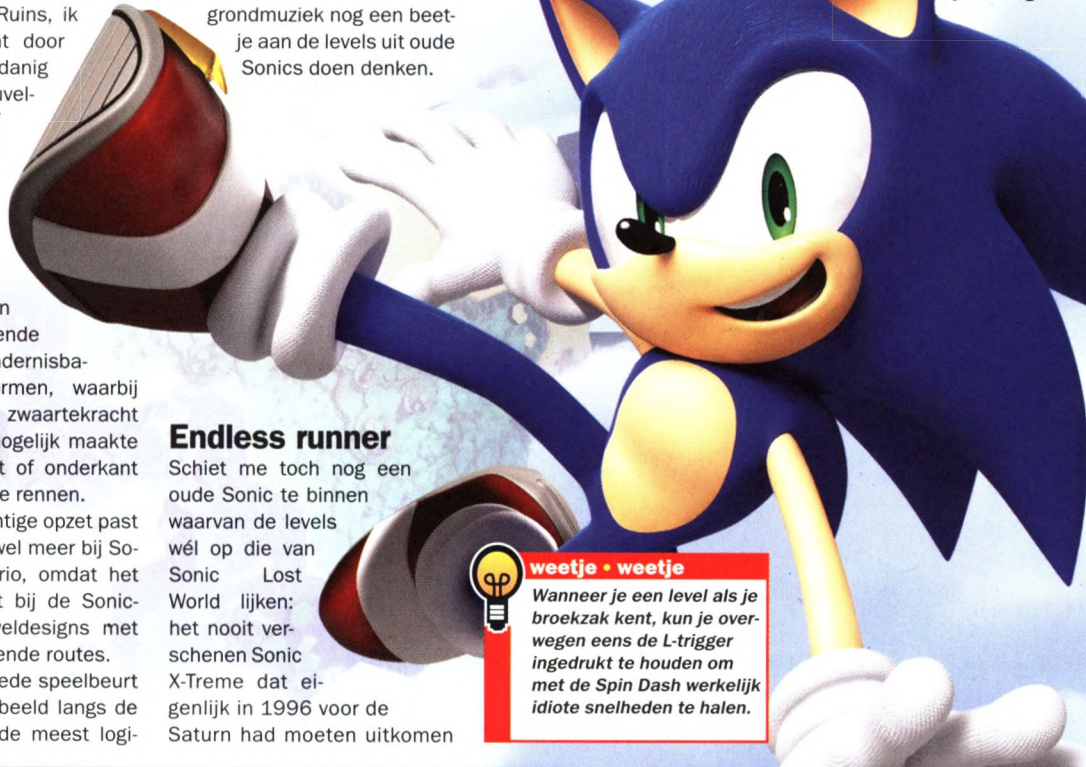 Ruins, ik
door
danig
n
ende
dernisba-
rmen, waarbij
zwaartekracht
ogelijk maakte
t of onderkant
e rennen.
ntige opzet past
wel meer bij So-
rio, omdat het
t bij de Sonic-
veldesigns met
ende routes.
ede speelbeurt
beeld langs de
de meest logi-
grondmuziek nog een beet-
je aan de levels uit oude
Sonics doen denken.
Endless runner
Schiet me toch nog een
oude Sonic te binnen
waarvan de levels
wél op die van
Sonic Lost
World lijken:
het nooit ver-
schenen Sonic
X-Treme dat ei-
genlijk in 1996 voor de
Saturn had moeten uitkomen
weetje • weetje
Wanneer je een level als je
broekzak kent, kun je over-
wegen eens de L-trigger
ingedrukt te houden om
met de Spin Dash werkelijk
idiote snelheden te halen.